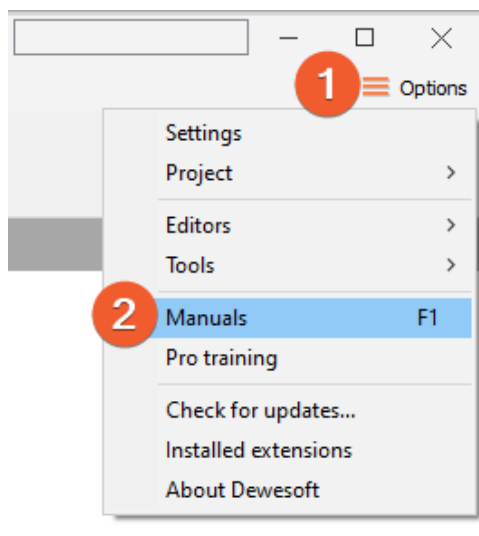 1 Options
Settings
Project
Editors
Tools
2 Manuals F1
Pro training
Check for updates...
Installed extensions
About Dewesoft